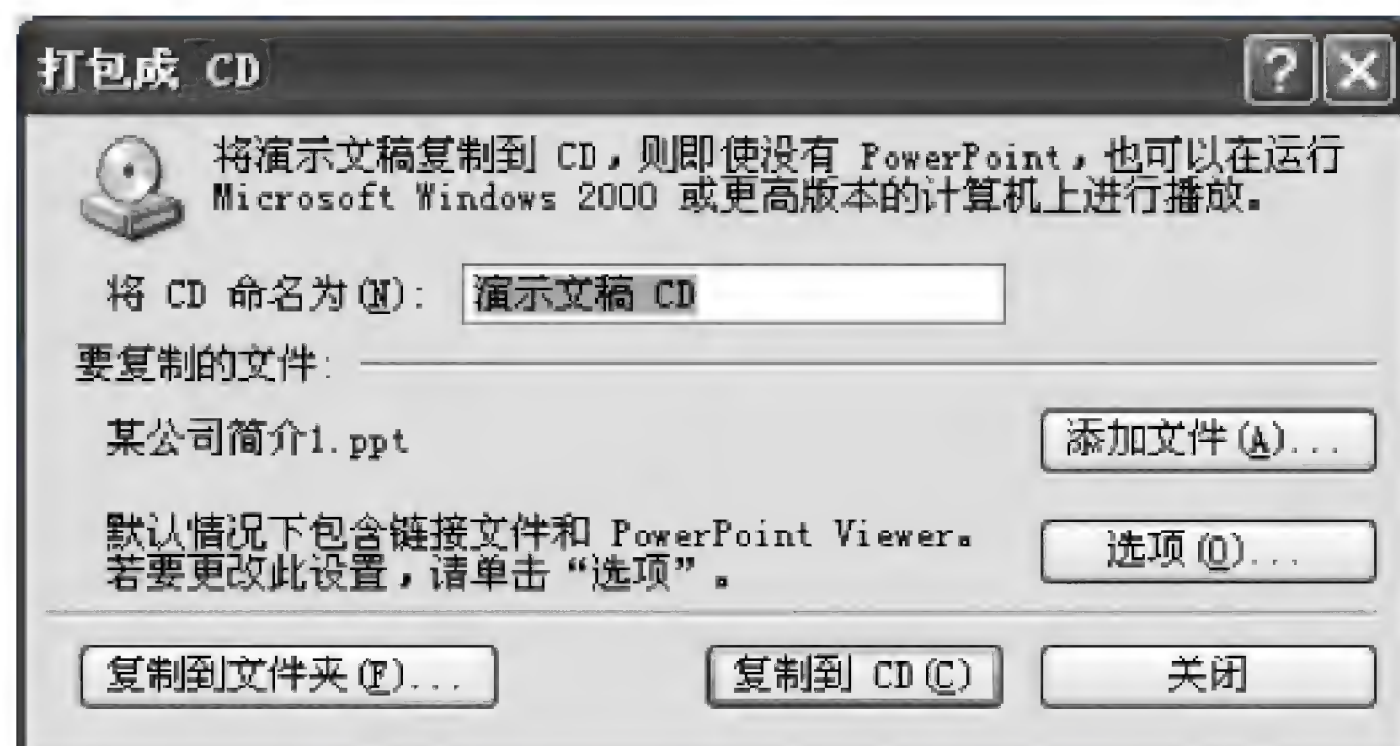 打包成 CD
将演示文稿复制到 CD，则即使没有 PowerPoint，也可以在运行
Microsoft Windows 2000 或更高版本的计算机上进行播放。
将 CD 命名为(N): 演示文稿 CD
要复制的文件:
某公司简介1.ppt 添加文件(A)...
默认情况下包含链接文件和 PowerPoint Viewer。
若要更改此设置，请单击“选项”。 选项(O)...
复制到文件夹(F)... 复制到 CD(C) 关闭